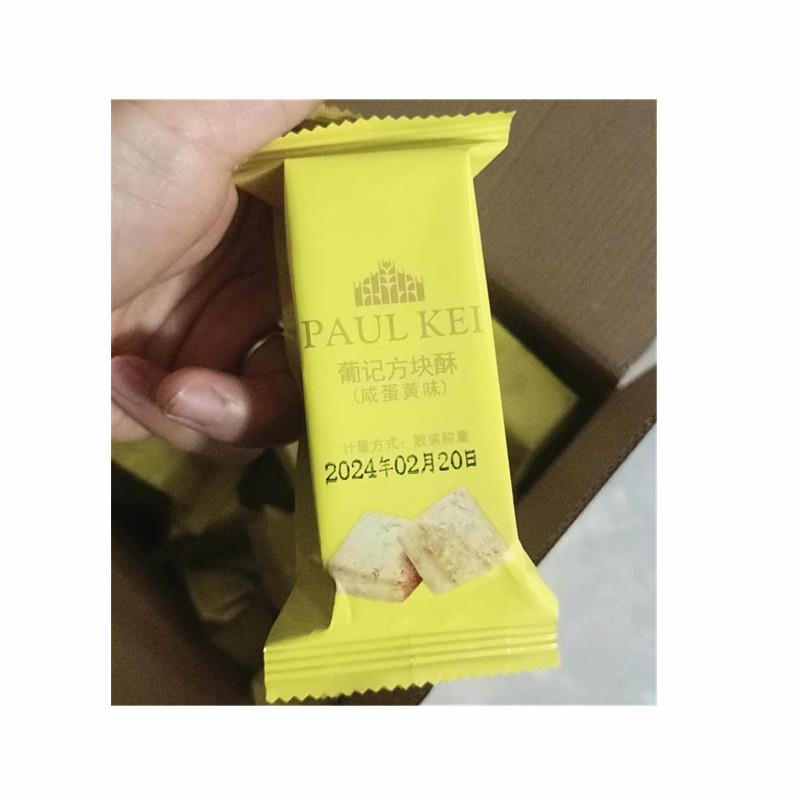 PAUL KEI
葡记方块酥
(咸蛋黄味)
计量方式：散装称重
2024年02月20日